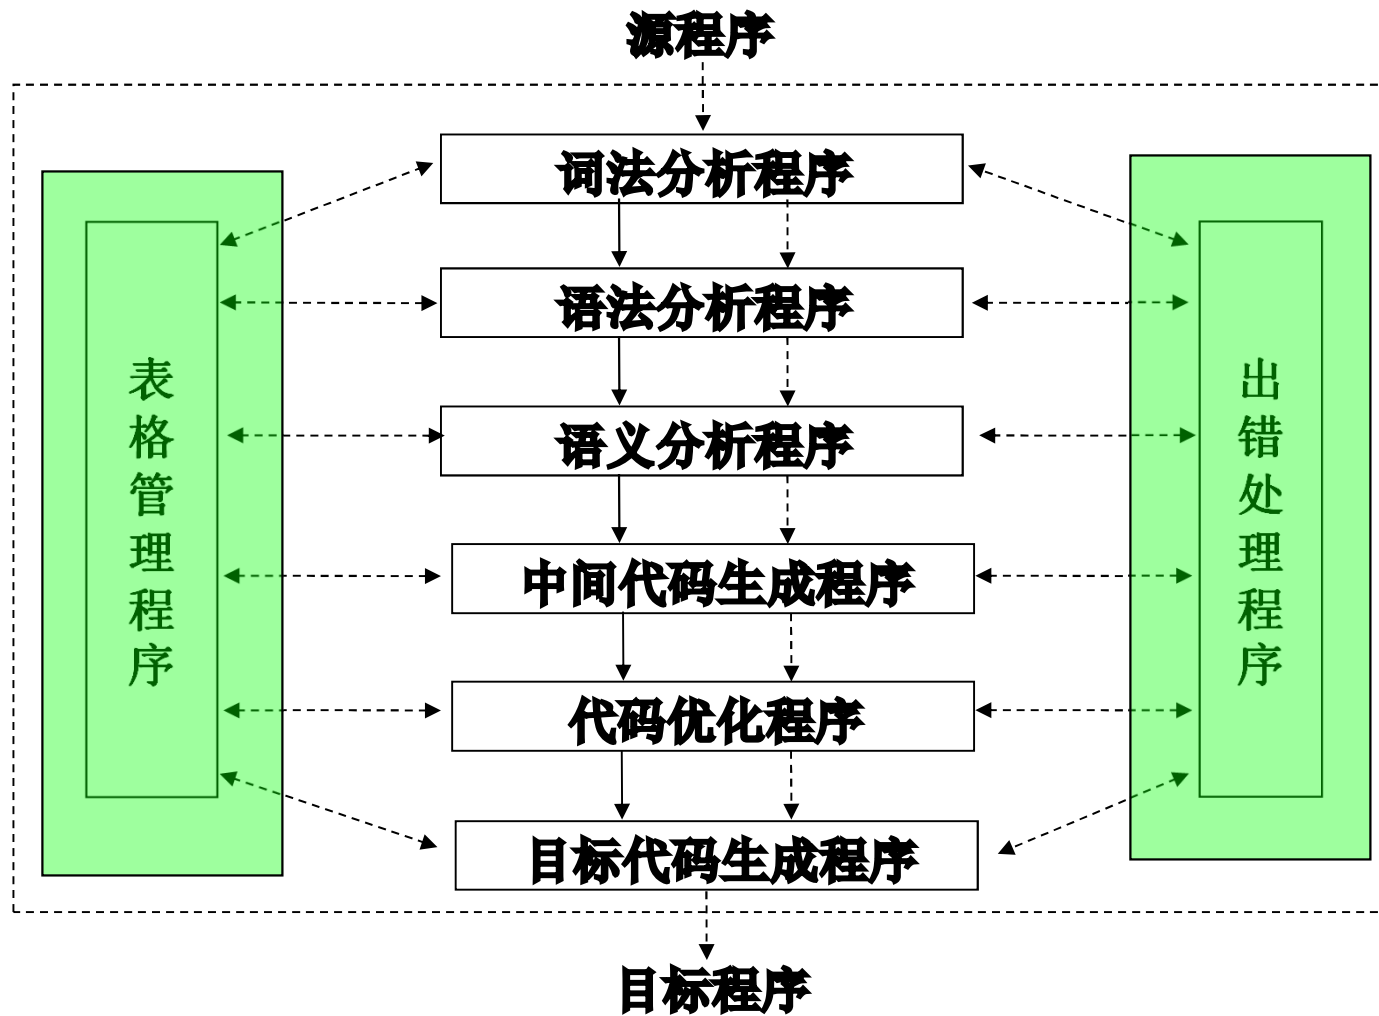 源程序
词法分析程序
语法分析程序
语义分析程序
中间代码生成程序
代码优化程序
目标代码生成程序
目标程序
表格管理程序
出错处理程序